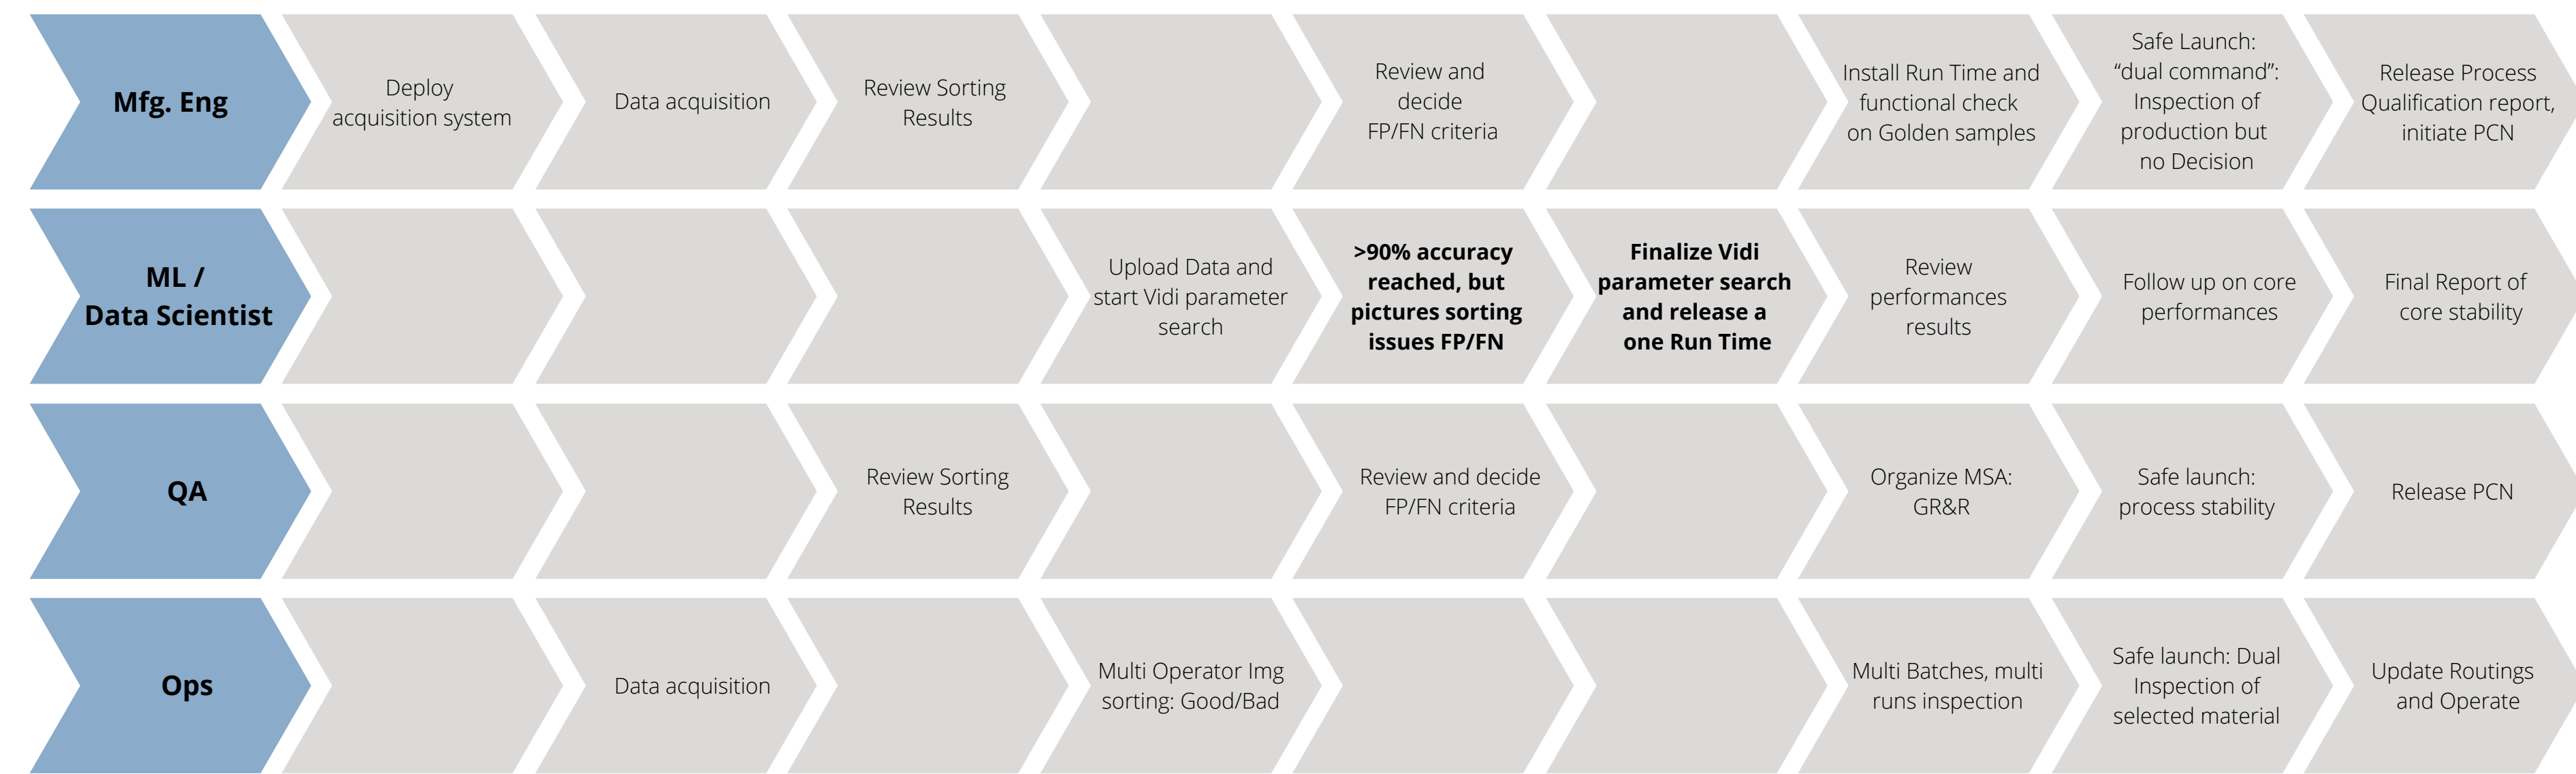 Mfg. Eng
Deploy
acquisition system
Data acquisition
Review Sorting
Results
Review and
decide
FP/FN criteria
Install Run Time and
functional check
on Golden samples
Safe Launch:
“dual command”:
Inspection of
production but
no Decision
Release Process
Qualification report,
initiate PCN
ML /
Data Scientist
Upload Data and
start Vidi parameter
search
>90% accuracy
reached, but
pictures sorting
issues FP/FN
Finalize Vidi
parameter search
and release a
one Run Time
Review
performances
results
Follow up on core
performances
Final Report of
core stability
QA
Review Sorting
Results
Review and decide
FP/FN criteria
Organize MSA:
GR&R
Safe launch:
process stability
Release PCN
Ops
Data acquisition
Multi Operator Img
sorting: Good/Bad
Multi Batches, multi
runs inspection
Safe launch: Dual
Inspection of
selected material
Update Routings
and Operate